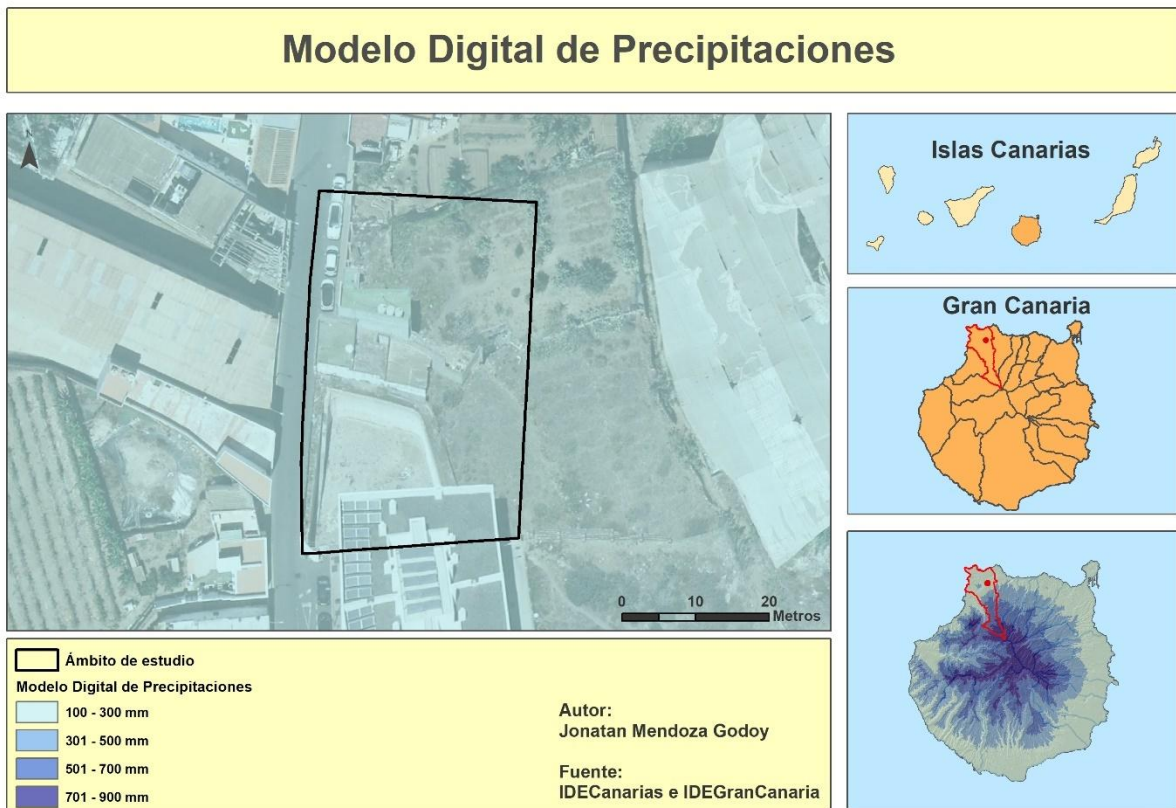 Modelo Digital de Precipitaciones
N
Islas Canarias
Gran Canaria
0 10 20
Metros
Ámbito de estudio
Modelo Digital de Precipitaciones
100 - 300 mm
301 - 500 mm
501 - 700 mm
701 - 900 mm
Autor:
Jonatan Mendoza Godoy
Fuente:
IDECanarias e IDEGranCanaria